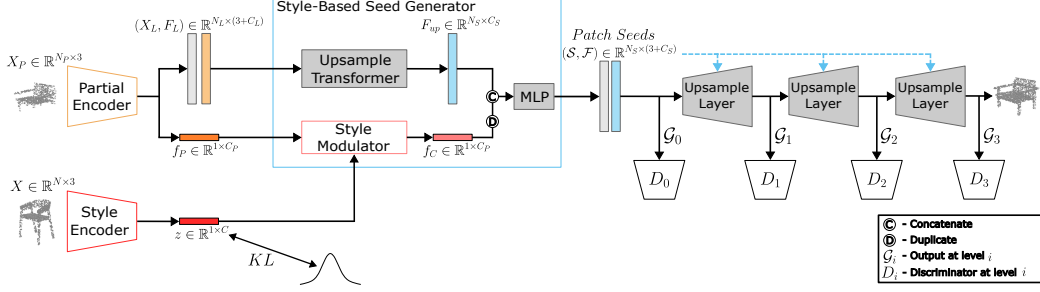 Style-Based Seed Generator
(X_L, F_L) ∈ ℝ^{N_L×(3+C_L)}
F_{up} ∈ ℝ^{N_S×C_S}
Patch Seeds
(𝒮, ℱ) ∈ ℝ^{N_S×(3+C_S)}
X_P ∈ ℝ^{N_P×3}
Partial
Encoder
Upsample
Transformer
C
MLP
D
Upsample
Layer
Upsample
Layer
Upsample
Layer
f_P ∈ ℝ^{1×C_P}
Style
Modulator
f_C ∈ ℝ^{1×C_P}
𝒢_0
𝒢_1
𝒢_2
𝒢_3
D_0
D_1
D_2
D_3
X ∈ ℝ^{N×3}
Style
Encoder
z ∈ ℝ^{1×C}
KL
C - Concatenate
D - Duplicate
𝒢_i - Output at level i
D_i - Discriminator at level i